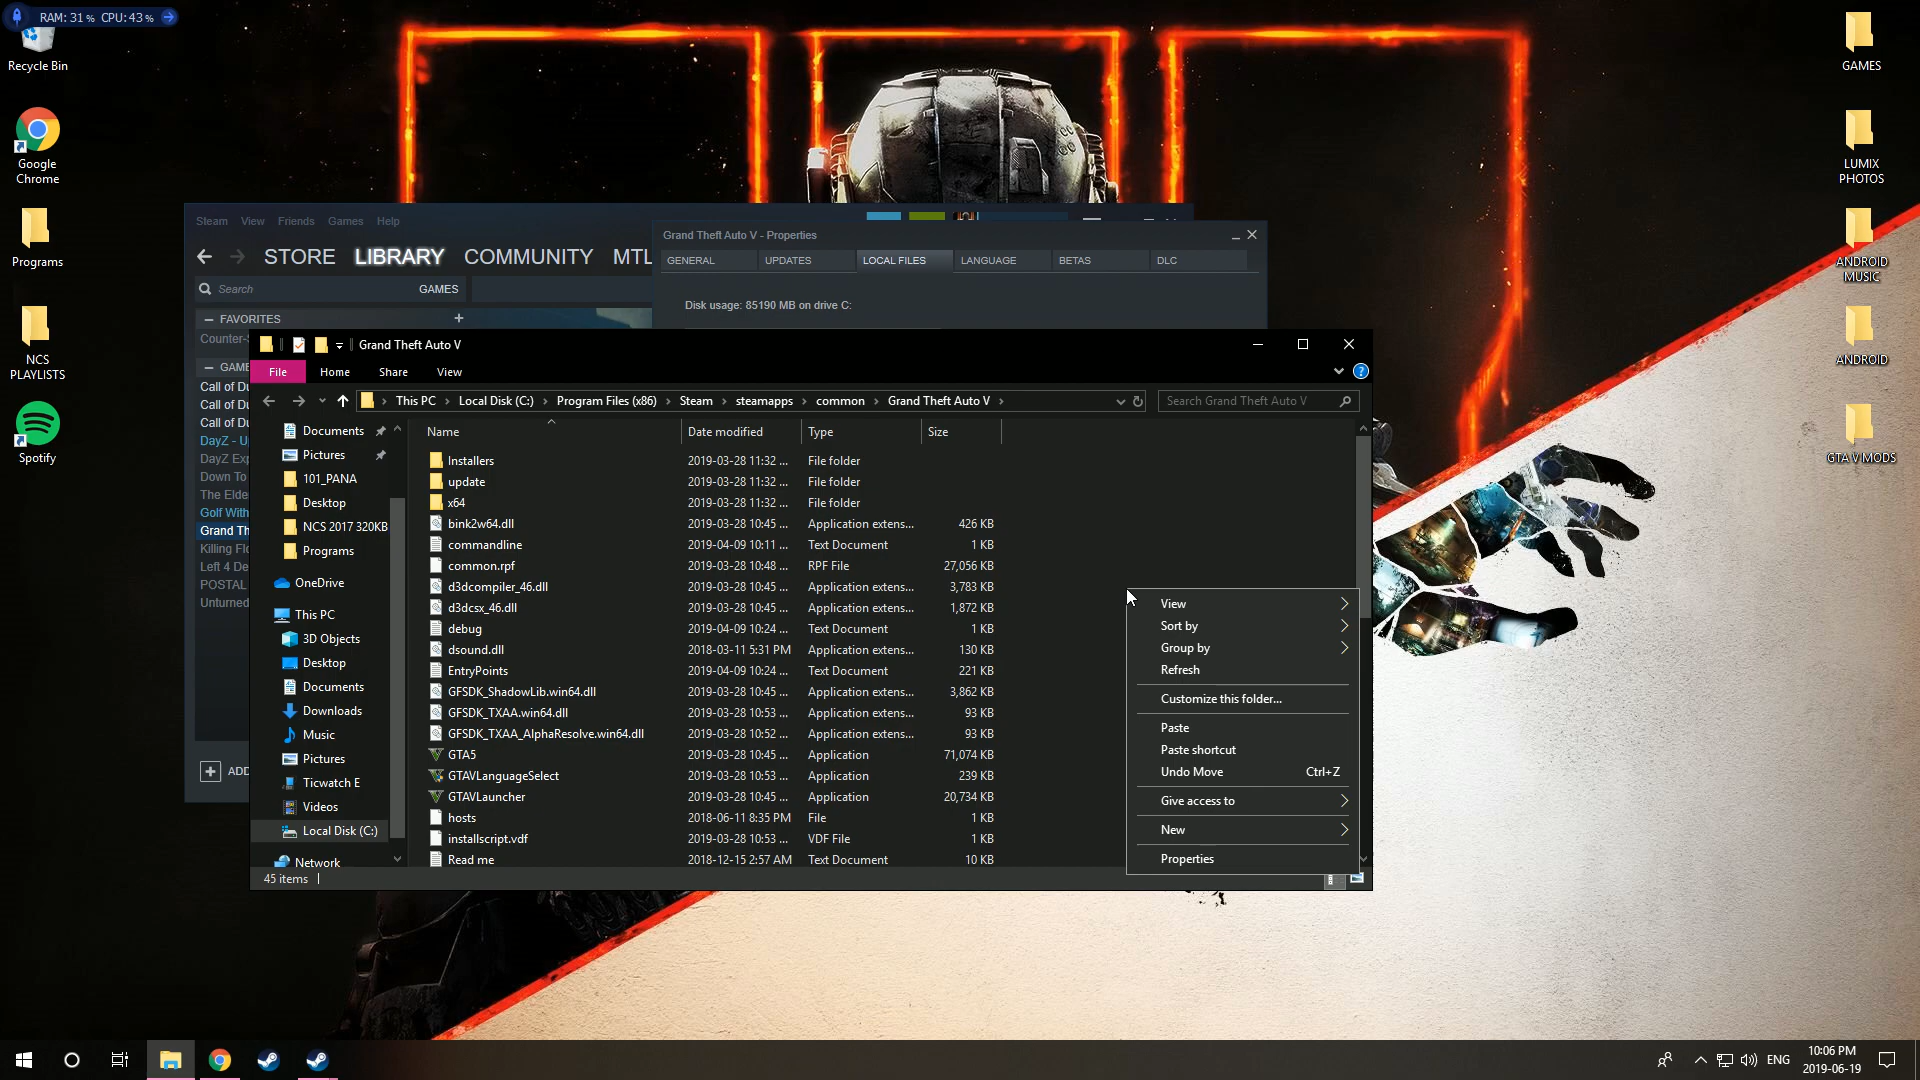 RAM: 31 % CPU: 43 %
Recycle Bin
Google
Chrome
Programs
NCS
PLAYLISTS
Spotify
GAMES
LUMIX
PHOTOS
ANDROID
MUSIC
ANDROID
GTA V MODS
Steam View Friends Games Help
STORE LIBRARY COMMUNITY MTL
Search GAMES
FAVORITES
Counter-S
GAME
Call of Du
Call of Du
Call of Du
DayZ - U
DayZ Exp
Down To
The Elde
Golf With
Grand Th
Killing Flo
Left 4 De
POSTAL
Unturned
ADD
Grand Theft Auto V - Properties
GENERAL UPDATES LOCAL FILES LANGUAGE BETAS DLC
Disk usage: 85190 MB on drive C:
Grand Theft Auto V
File Home Share View
This PC Local Disk (C:) Program Files (x86) Steam steamapps common Grand Theft Auto V
Search Grand Theft Auto V
Documents
Pictures
101_PANA
Desktop
NCS 2017 320KB
Programs
OneDrive
This PC
3D Objects
Desktop
Documents
Downloads
Music
Pictures
Ticwatch E
Videos
Local Disk (C:)
Network
Name Date modified Type Size
Installers 2019-03-28 11:32 ... File folder
update 2019-03-28 11:32 ... File folder
x64 2019-03-28 11:32 ... File folder
bink2w64.dll 2019-03-28 10:45 ... Application extens... 426 KB
commandline 2019-04-09 10:11 ... Text Document 1 KB
common.rpf 2019-03-28 10:48 ... RPF File 27,056 KB
d3dcompiler_46.dll 2019-03-28 10:45 ... Application extens... 3,783 KB
d3dcsx_46.dll 2019-03-28 10:45 ... Application extens... 1,872 KB
debug 2019-04-09 10:24 ... Text Document 1 KB
dsound.dll 2018-03-11 5:31 PM Application extens... 130 KB
EntryPoints 2019-04-09 10:24 ... Text Document 221 KB
GFSDK_ShadowLib.win64.dll 2019-03-28 10:45 ... Application extens... 3,862 KB
GFSDK_TXAA.win64.dll 2019-03-28 10:53 ... Application extens... 93 KB
GFSDK_TXAA_AlphaResolve.win64.dll 2019-03-28 10:52 ... Application extens... 93 KB
GTA5 2019-03-28 10:45 ... Application 71,074 KB
GTAVLanguageSelect 2019-03-28 10:53 ... Application 239 KB
GTAVLauncher 2019-03-28 10:45 ... Application 20,734 KB
hosts 2018-06-11 8:35 PM File 1 KB
installscript.vdf 2019-03-28 10:53 ... VDF File 1 KB
Read me 2018-12-15 2:57 AM Text Document 10 KB
45 items
View
Sort by
Group by
Refresh
Customize this folder...
Paste
Paste shortcut
Undo Move Ctrl+Z
Give access to
New
Properties
ENG
10:06 PM
2019-06-19